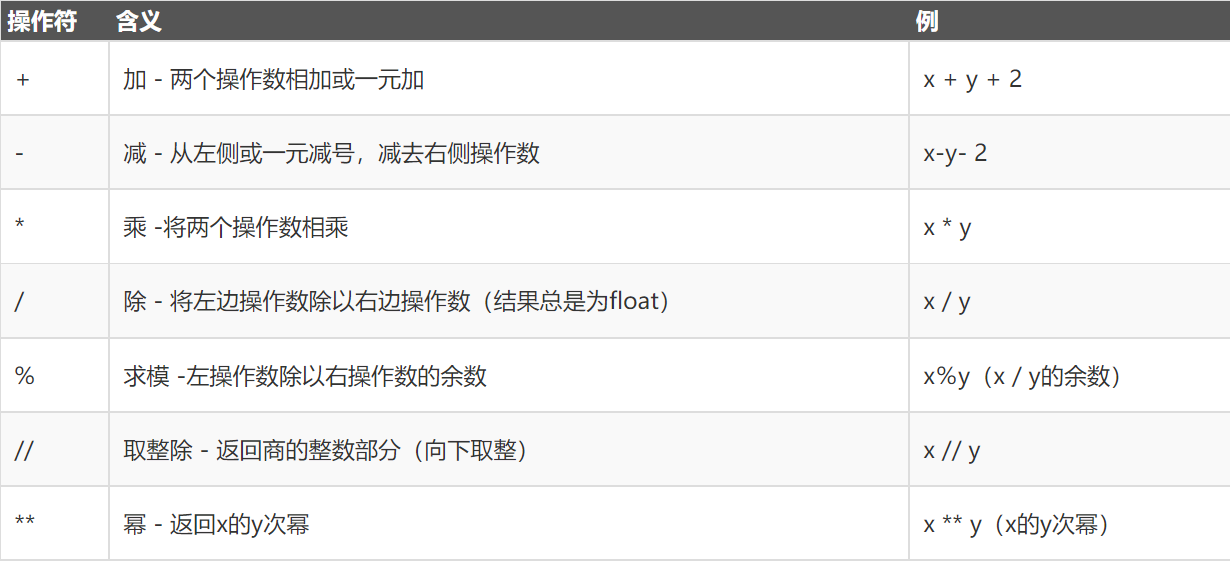 操作符 含义 例
+ 加 - 两个操作数相加或一元加 x + y + 2
- 减 - 从左侧或一元减号，减去右侧操作数 x-y- 2
* 乘 -将两个操作数相乘 x * y
/ 除 - 将左边操作数除以右边操作数（结果总是为float） x / y
% 求模 -左操作数除以右操作数的余数 x％y（x / y的余数）
// 取整除 - 返回商的整数部分（向下取整） x // y
** 幂 - 返回x的y次幂 x ** y（x的y次幂）